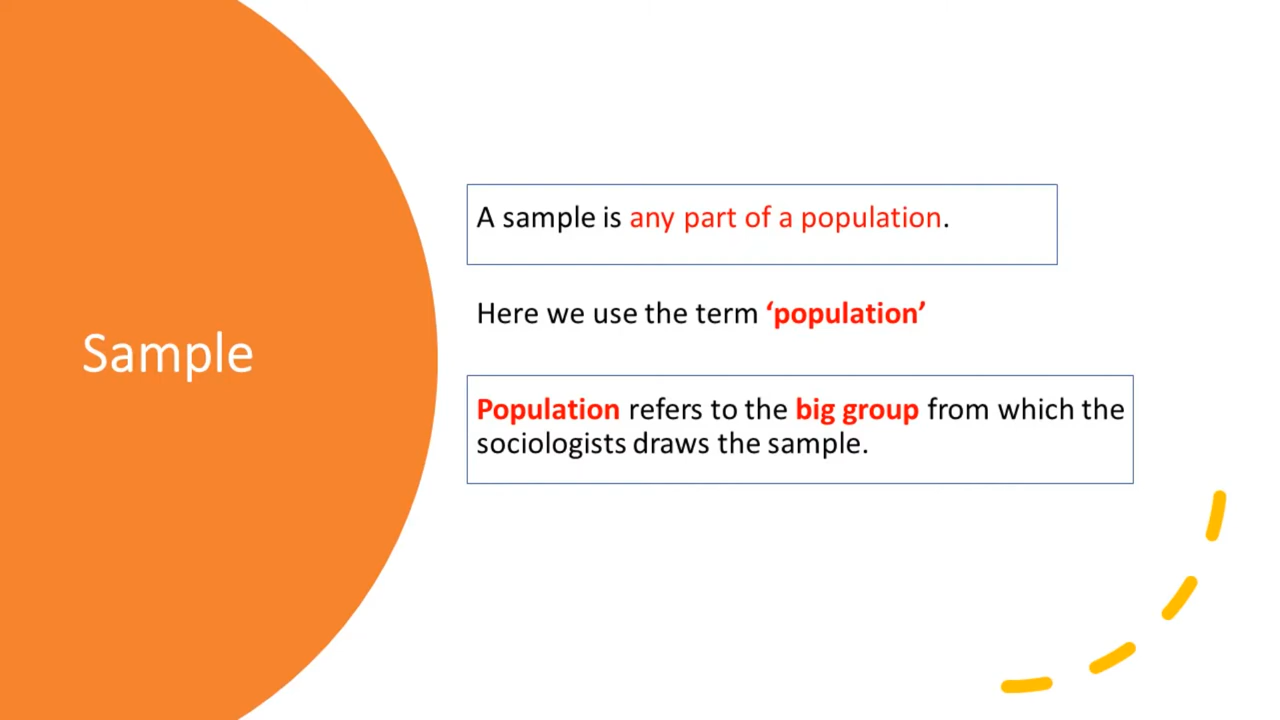 Sample
A sample is any part of a population.
Here we use the term ‘population’
Population refers to the big group from which the
sociologists draws the sample.